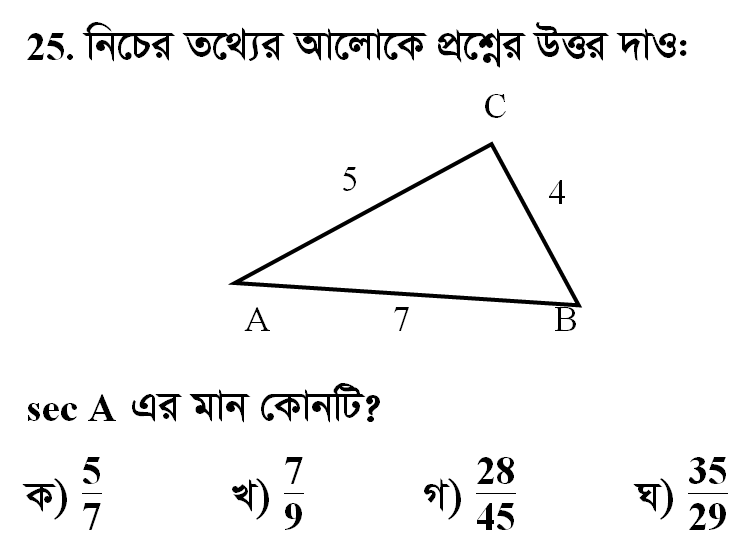 25. নিচের তথ্যের আলোকে প্রশ্নের উত্তর দাও:
C
5
4
A
7
B
sec A এর মান কোনটি?
ক) 5/7 খ) 7/9 গ) 28/45 ঘ) 35/29